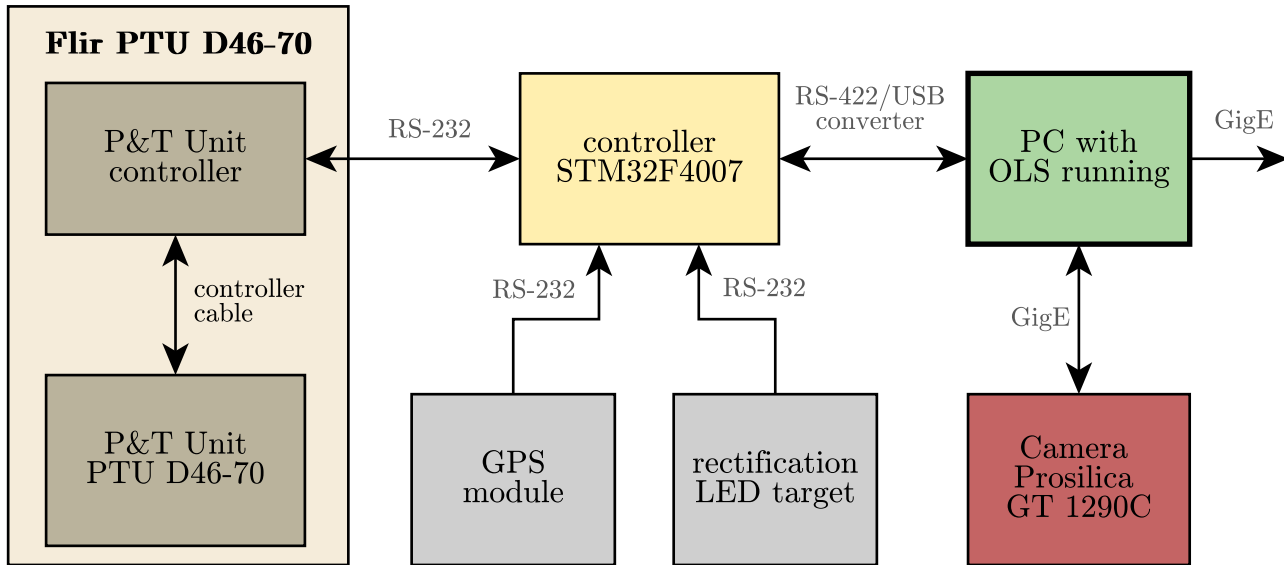 Flir PTU D46-70
P&T Unit
controller
controller
cable
P&T Unit
PTU D46-70
RS-232
controller
STM32F4007
RS-232
RS-232
GPS
module
rectification
LED target
RS-422/USB
converter
PC with
OLS running
GigE
GigE
Camera
Prosilica
GT 1290C